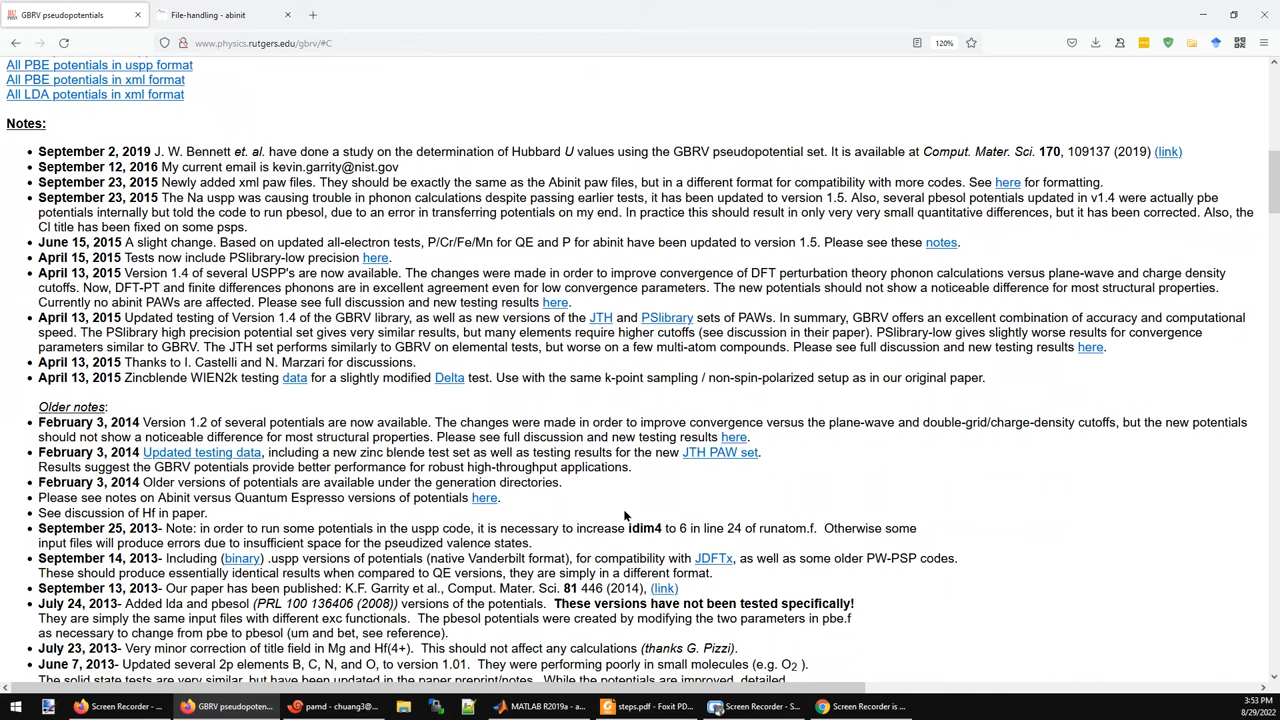 GBRV pseudopotentials
File-handling - abinit
www.physics.rutgers.edu/gbrv/#C
120%
All PBE potentials in uspp format
All PBE potentials in xml format
All LDA potentials in xml format
Notes:
• September 2, 2019 J. W. Bennett et. al. have done a study on the determination of Hubbard U values using the GBRV pseudopotential set. It is available at Comput. Mater. Sci. 170, 109137 (2019) (link)
• September 12, 2016 My current email is kevin.garrity@nist.gov
• September 23, 2015 Newly added xml paw files. They should be exactly the same as the Abinit paw files, but in a different format for compatibility with more codes. See here for formatting.
• September 23, 2015 The Na uspp was causing trouble in phonon calculations despite passing earlier tests, it has been updated to version 1.5. Also, several pbesol potentials updated in v1.4 were actually pbe
potentials internally but told the code to run pbesol, due to an error in transferring potentials on my end. In practice this should result in only very very small quantitative differences, but it has been corrected. Also, the
Cl title has been fixed on some psps.
• June 15, 2015 A slight change. Based on updated all-electron tests, P/Cr/Fe/Mn for QE and P for abinit have been updated to version 1.5. Please see these notes.
• April 15, 2015 Tests now include PSlibrary-low precision here.
• April 13, 2015 Version 1.4 of several USPP's are now available. The changes were made in order to improve convergence of DFT perturbation theory phonon calculations versus plane-wave and charge density
cutoffs. Now, DFT-PT and finite differences phonons are in excellent agreement even for low convergence parameters. The new potentials should not show a noticeable difference for most structural properties.
Currently no abinit PAWs are affected. Please see full discussion and new testing results here.
• April 13, 2015 Updated testing of Version 1.4 of the GBRV library, as well as new versions of the JTH and PSlibrary sets of PAWs. In summary, GBRV offers an excellent combination of accuracy and computational
speed. The PSlibrary high precision potential set gives very similar results, but many elements require higher cutoffs (see discussion in their paper). PSlibrary-low gives slightly worse results for convergence
parameters similar to GBRV. The JTH set performs similarly to GBRV on elemental tests, but worse on a few multi-atom compounds. Please see full discussion and new testing results here.
• April 13, 2015 Thanks to I. Castelli and N. Marzari for discussions.
• April 13, 2015 Zincblende WIEN2k testing data for a slightly modified Delta test. Use with the same k-point sampling / non-spin-polarized setup as in our original paper.
Older notes:
• February 3, 2014 Version 1.2 of several potentials are now available. The changes were made in order to improve convergence versus the plane-wave and double-grid/charge-density cutoffs, but the new potentials
should not show a noticeable difference for most structural properties. Please see full discussion and new testing results here.
• February 3, 2014 Updated testing data, including a new zinc blende test set as well as testing results for the new JTH PAW set.
Results suggest the GBRV potentials provide better performance for robust high-throughput applications.
• February 3, 2014 Older versions of potentials are available under the generation directories.
• Please see notes on Abinit versus Quantum Espresso versions of potentials here.
• See discussion of Hf in paper.
• September 25, 2013- Note: in order to run some potentials in the uspp code, it is necessary to increase idim4 to 6 in line 24 of runatom.f. Otherwise some
input files will produce errors due to insufficient space for the pseudized valence states.
• September 14, 2013- Including (binary) .uspp versions of potentials (native Vanderbilt format), for compatibility with JDFTx, as well as some older PW-PSP codes.
These should produce essentially identical results when compared to QE versions, they are simply in a different format.
• September 13, 2013- Our paper has been published: K.F. Garrity et al., Comput. Mater. Sci. 81 446 (2014), (link)
• July 24, 2013- Added lda and pbesol (PRL 100 136406 (2008)) versions of the potentials. These versions have not been tested specifically!
They are simply the same input files with different exc functionals. The pbesol potentials were created by modifying the two parameters in pbe.f
as necessary to change from pbe to pbesol (um and bet, see reference).
• July 23, 2013- Very minor correction of title field in Mg and Hf(4+). This should not affect any calculations (thanks G. Pizzi).
• June 7, 2013- Updated several 2p elements B, C, N, and O, to version 1.01. They were performing poorly in small molecules (e.g. O2 ).
The solid state tests are very similar, but have been updated in the paper preprint/notes. While the potentials are improved, detailed
Screen Recorder - ...
GBRV pseudopoten...
pamd - chuang3@...
MATLAB R2019a - a...
steps.pdf - Foxit PD...
Screen Recorder - S...
Screen Recorder is ...
3:53 PM
8/29/2022